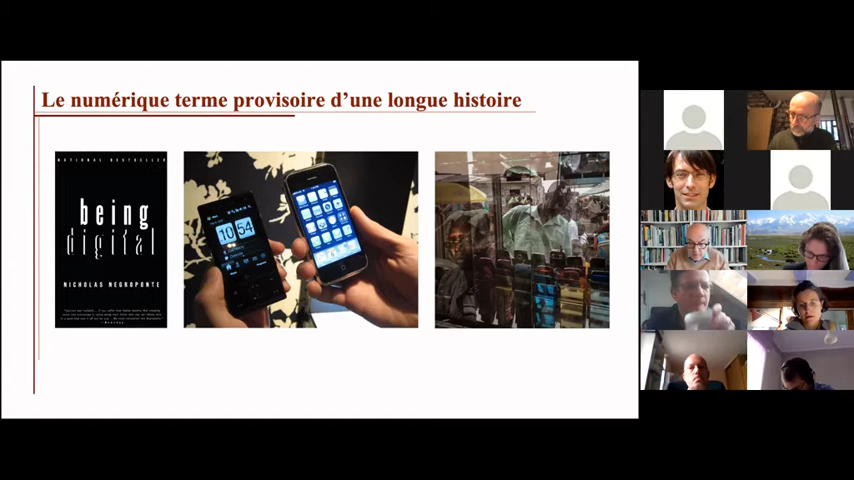 Le numérique terme provisoire d'une longue histoire
NATIONAL BESTSELLER
being
digital
NICHOLAS NEGROPONTE
10 54